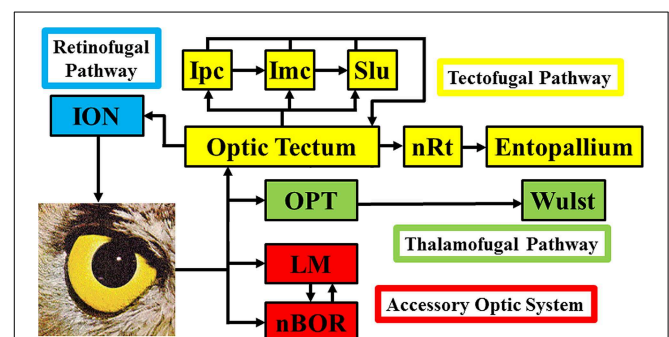 Retinofugal
Pathway
Ipc
Imc
Slu
Tectofugal Pathway
ION
Optic Tectum
nRt
Entopallium
OPT
Wulst
Thalamofugal Pathway
LM
Accessory Optic System
nBOR